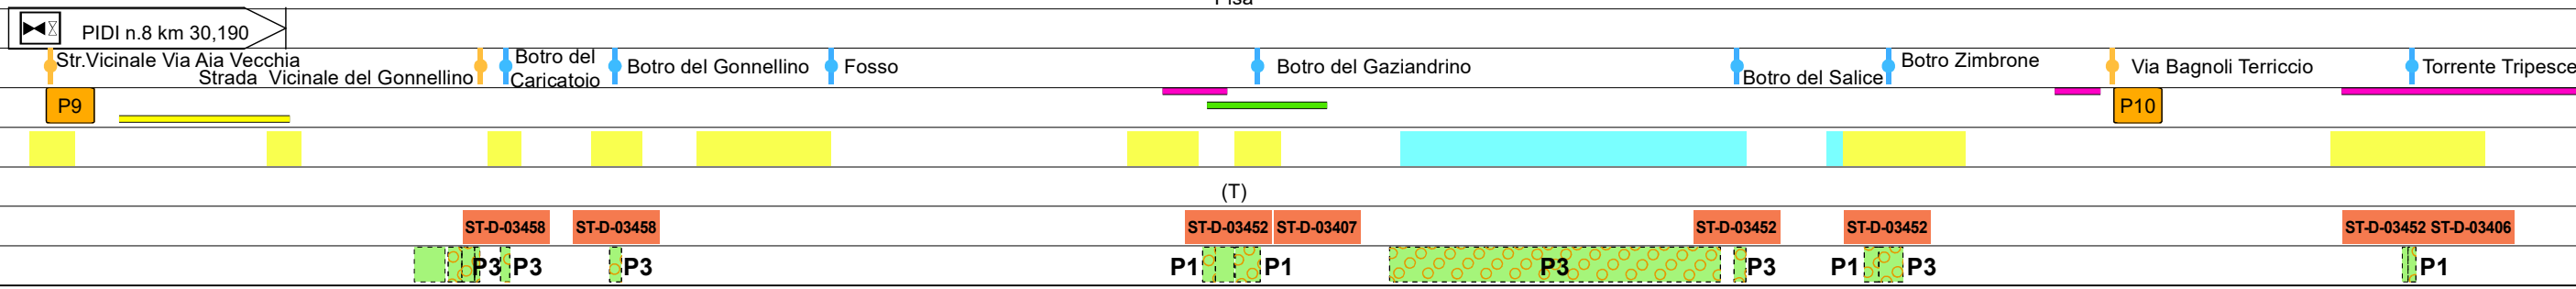 Pisa
PIDI n.8 km 30,190
Str.Vicinale Via Aia Vecchia
Strada Vicinale del Gonnellino
Botro del
Caricatoio
Botro del Gonnellino
Fosso
Botro del Gaziandrino
Botro del Salice
Botro Zimbrone
Via Bagnoli Terriccio
Torrente Tripesce
P9
P10
(T)
ST-D-03458
ST-D-03458
ST-D-03452
ST-D-03407
ST-D-03452
ST-D-03452
ST-D-03452 ST-D-03406
P3
P3
P3
P1
P1
P3
P3
P1
P3
P1